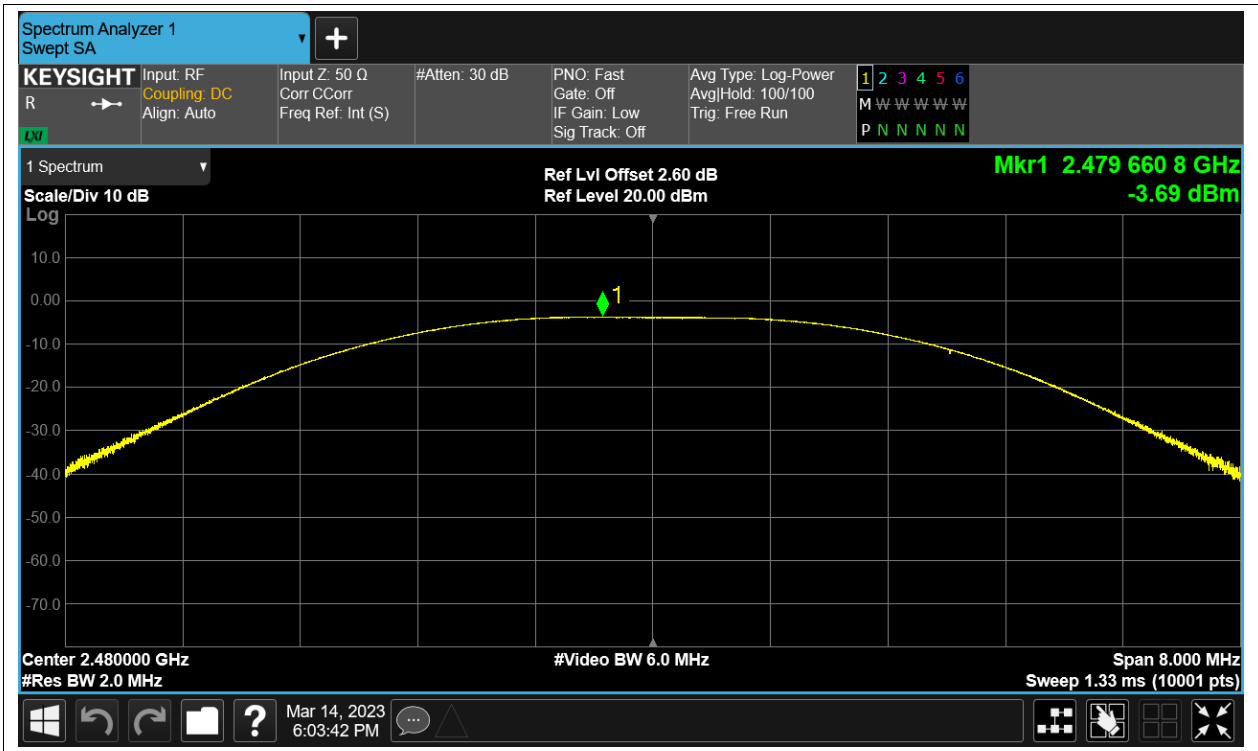 Spectrum Analyzer 1
Swept SA
KEYSIGHT
R
LXI
Input: RF
Coupling: DC
Align: Auto
Input Z: 50 Ω
Corr CCorr
Freq Ref: Int (S)
#Atten: 30 dB
PNO: Fast
Gate: Off
IF Gain: Low
Sig Track: Off
Avg Type: Log-Power
Avg|Hold: 100/100
Trig: Free Run
1 2 3 4 5 6
M W W W W W W
P N N N N N
1 Spectrum
Scale/Div 10 dB
Log
Ref Lvl Offset 2.60 dB
Ref Level 20.00 dBm
Mkr1 2.479 660 8 GHz
-3.69 dBm
10.0
0.00
-10.0
-20.0
-30.0
-40.0
-50.0
-60.0
-70.0
1
Center 2.480000 GHz
#Res BW 2.0 MHz
#Video BW 6.0 MHz
Span 8.000 MHz
Sweep 1.33 ms (10001 pts)
?
Mar 14, 2023
6:03:42 PM